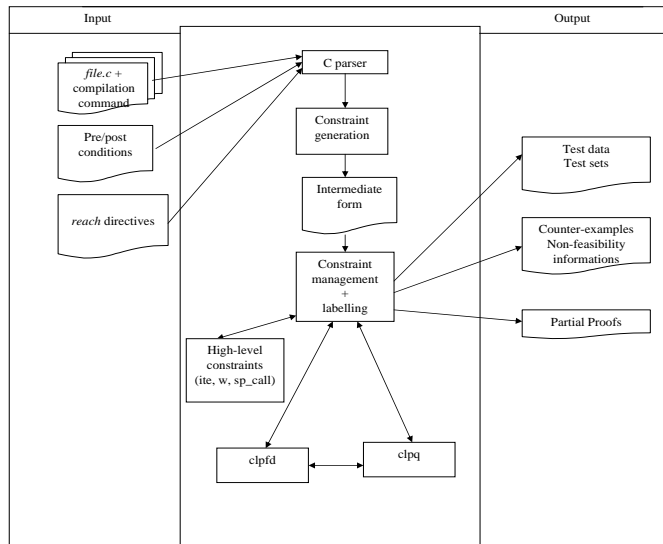 Input
Output
file.c +
compilation
command
Pre/post
conditions
reach directives
C parser
Constraint
generation
Intermediate
form
Constraint
management
+
labelling
High-level
constraints
(ite, w, sp_call)
clpfd
clpq
Test data
Test sets
Counter-examples
Non-feasibility
informations
Partial Proofs